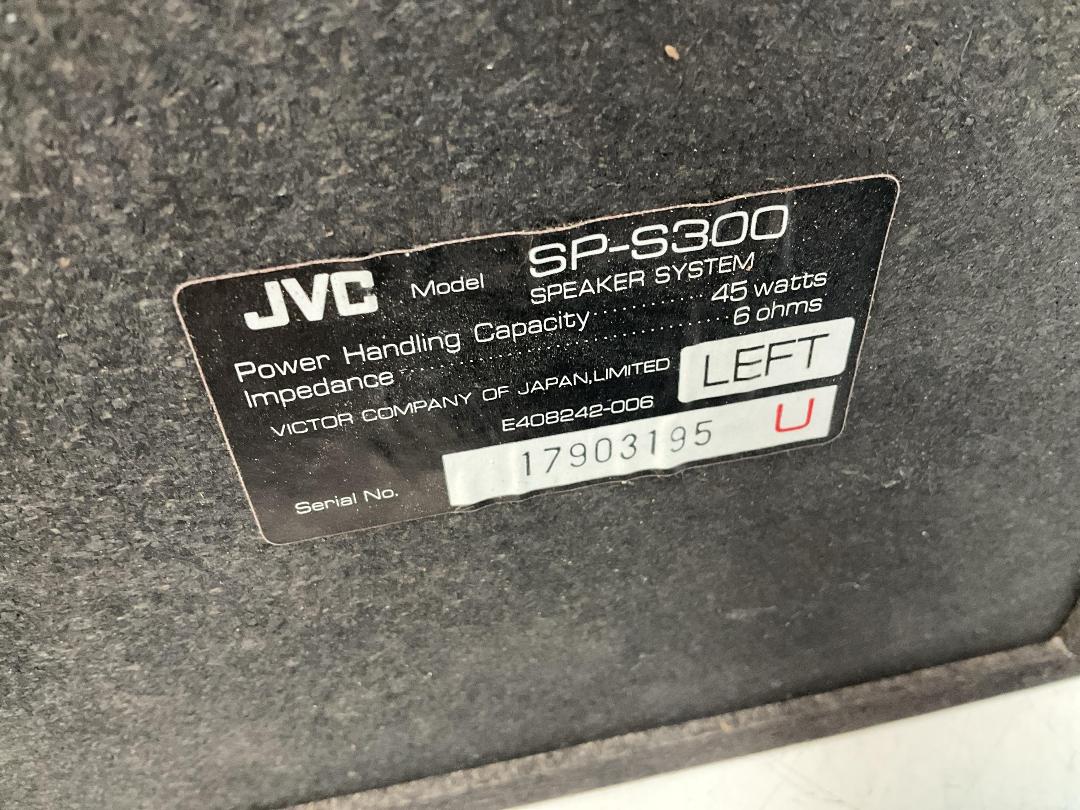 JVC Model SP-S300
SPEAKER SYSTEM
Power Handling Capacity.............45 watts
Impedance.......................................6 ohms
VICTOR COMPANY OF JAPAN,LIMITED
LEFT
E408242-006
Serial No. 17903195 U